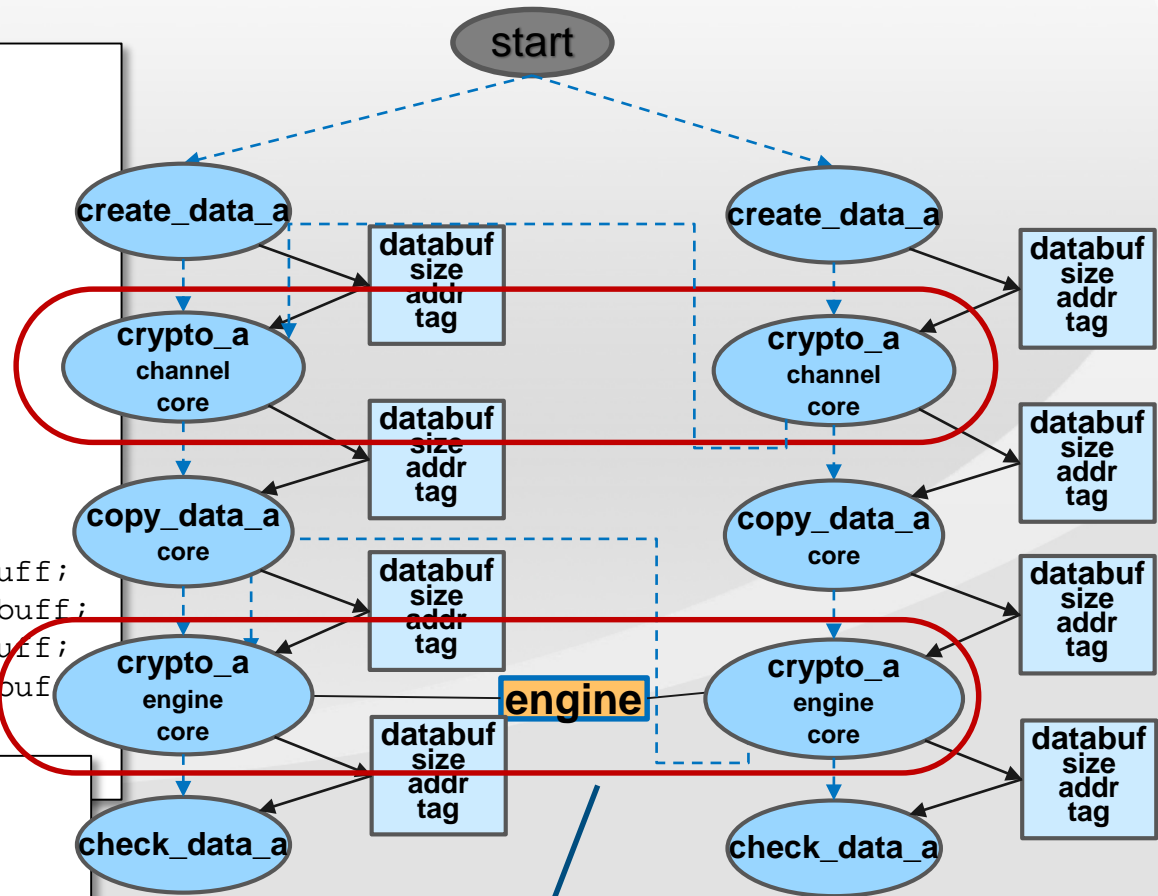 start
create_data_a
create_data_a
databuf
size
addr
tag
databuf
size
addr
tag
crypto_a
channel
core
crypto_a
channel
core
databuf
size
addr
tag
databuf
size
addr
tag
copy_data_a
core
copy_data_a
core
databuf
size
addr
tag
databuf
size
addr
tag
uff;
buff;
uff;
buf
crypto_a
engine
core
engine
crypto_a
engine
core
databuf
size
addr
tag
databuf
size
addr
tag
check_data_a
check_data_a